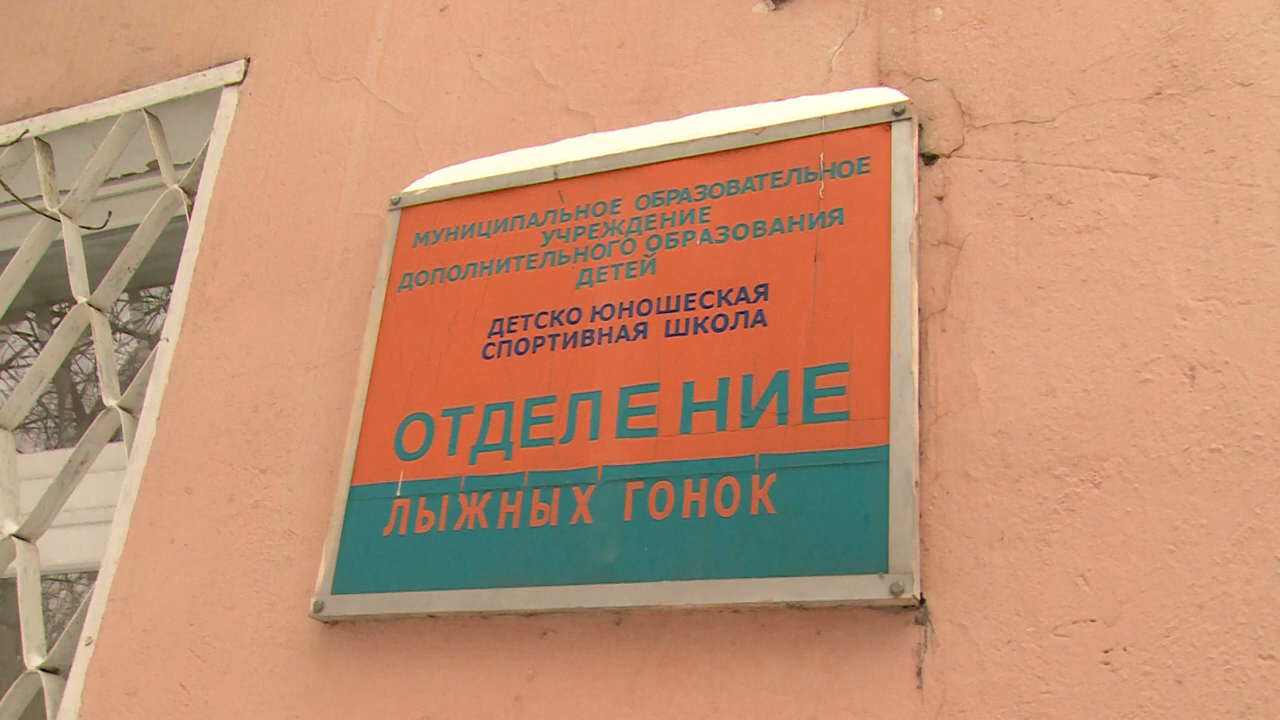 МУНИЦИПАЛЬНОЕ ОБРАЗОВАТЕЛЬНОЕ
УЧРЕЖДЕНИЕ
ДОПОЛНИТЕЛЬНОГО ОБРАЗОВАНИЯ
ДЕТЕЙ
ДЕТСКО ЮНОШЕСКАЯ
СПОРТИВНАЯ ШКОЛА
ОТДЕЛЕНИЕ
ЛЫЖНЫХ ГОНОК